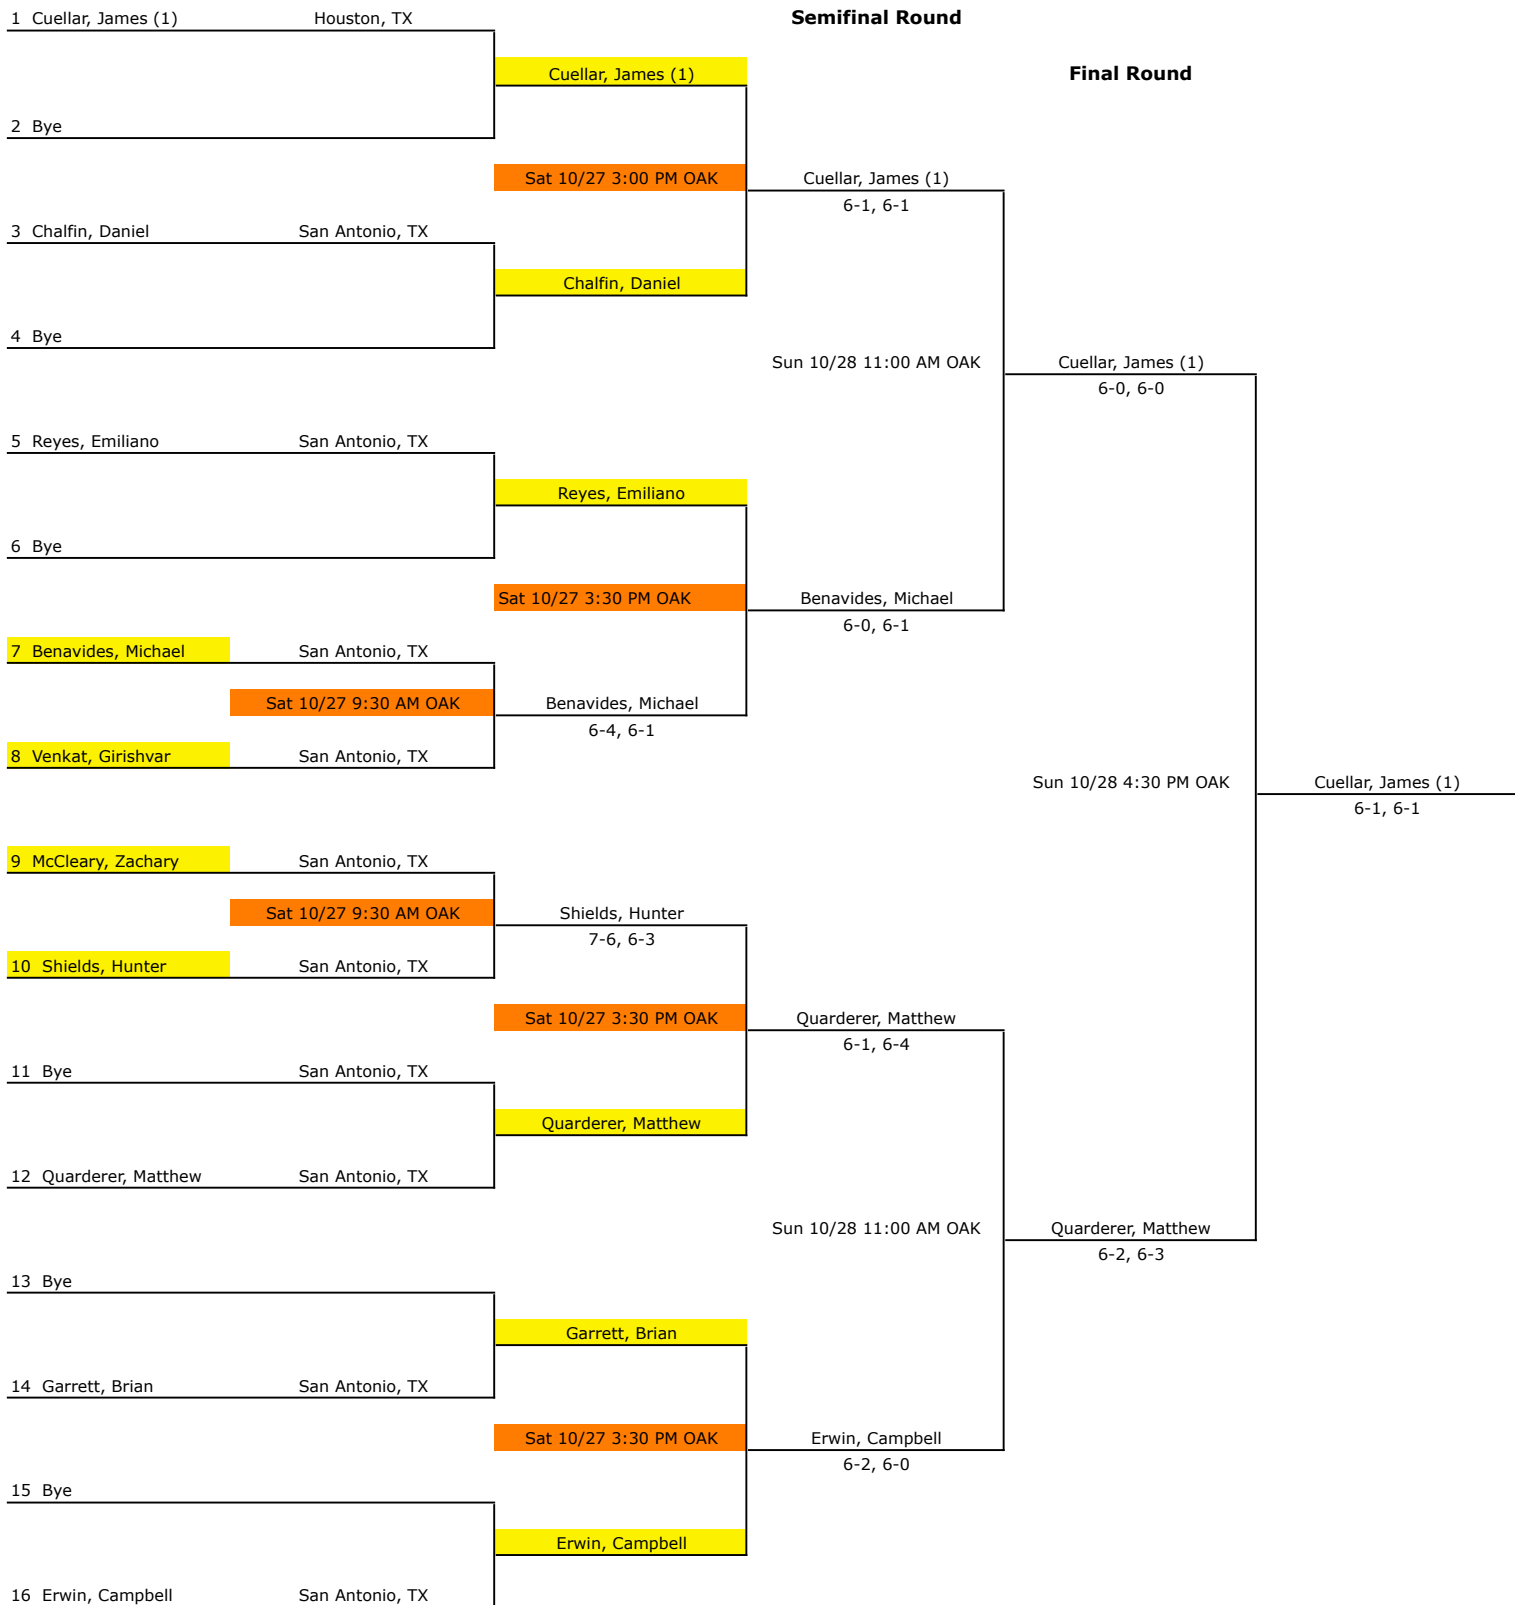 1 Cuellar, James (1) Houston, TX
Semifinal Round
Cuellar, James (1)
Final Round
2 Bye
Sat 10/27 3:00 PM OAK
Cuellar, James (1)
6-1, 6-1
3 Chalfin, Daniel San Antonio, TX
Chalfin, Daniel
4 Bye
Sun 10/28 11:00 AM OAK
Cuellar, James (1)
6-0, 6-0
5 Reyes, Emiliano San Antonio, TX
Reyes, Emiliano
6 Bye
Sat 10/27 3:30 PM OAK
Benavides, Michael
6-0, 6-1
7 Benavides, Michael San Antonio, TX
Sat 10/27 9:30 AM OAK
Benavides, Michael
6-4, 6-1
8 Venkat, Girishvar San Antonio, TX
Sun 10/28 4:30 PM OAK
Cuellar, James (1)
6-1, 6-1
9 McCleary, Zachary San Antonio, TX
Sat 10/27 9:30 AM OAK
Shields, Hunter
7-6, 6-3
10 Shields, Hunter San Antonio, TX
Sat 10/27 3:30 PM OAK
Quarderer, Matthew
6-1, 6-4
11 Bye San Antonio, TX
Quarderer, Matthew
12 Quarderer, Matthew San Antonio, TX
Sun 10/28 11:00 AM OAK
Quarderer, Matthew
6-2, 6-3
13 Bye
Garrett, Brian
14 Garrett, Brian San Antonio, TX
Sat 10/27 3:30 PM OAK
Erwin, Campbell
6-2, 6-0
15 Bye
Erwin, Campbell
16 Erwin, Campbell San Antonio, TX